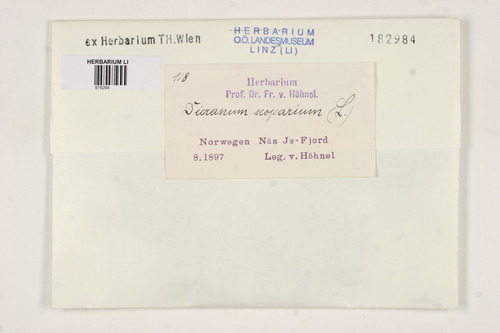 ex Herbarium TH.Wien
HERBARIUM
O.Ö. LANDESMUSEUM
LINZ (LI)
182984
HERBARIUM LI
118
Herbarium
Prof. Dr. Fr. v. Höhnel.
Dicranum scoparium (L.)
Norwegen Näs Js-Fjord
8.1897 Leg. v. Höhnel